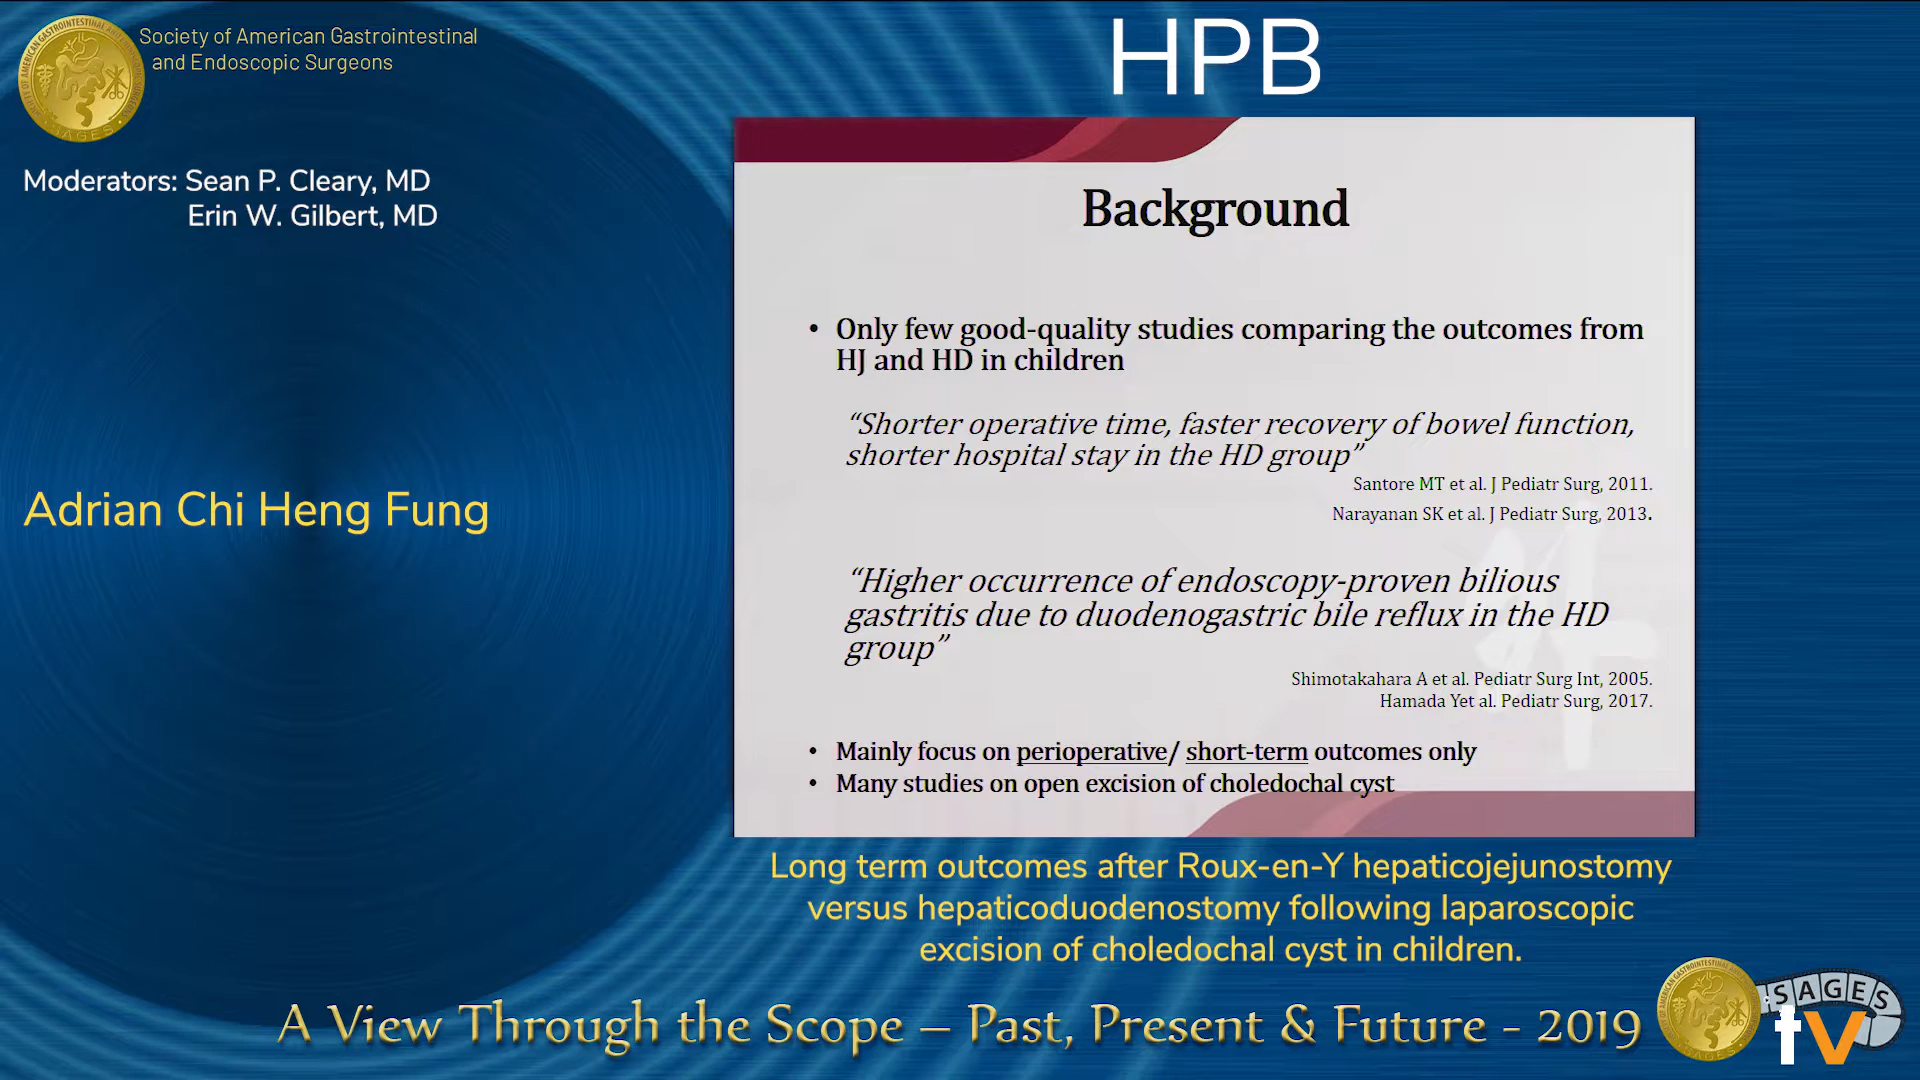 Society of American Gastrointestinal
and Endoscopic Surgeons
HPB
Moderators: Sean P. Cleary, MD
Erin W. Gilbert, MD
Adrian Chi Heng Fung
Background
• Only few good-quality studies comparing the outcomes from
HJ and HD in children
“Shorter operative time, faster recovery of bowel function,
shorter hospital stay in the HD group”
Santore MT et al. J Pediatr Surg, 2011.
Narayanan SK et al. J Pediatr Surg, 2013.
“Higher occurrence of endoscopy-proven bilious
gastritis due to duodenogastric bile reflux in the HD
group”
Shimotakahara A et al. Pediatr Surg Int, 2005.
Hamada Yet al. Pediatr Surg, 2017.
• Mainly focus on perioperative/ short-term outcomes only
• Many studies on open excision of choledochal cyst
Long term outcomes after Roux-en-Y hepaticojejunostomy
versus hepaticoduodenostomy following laparoscopic
excision of choledochal cyst in children.
A View Through the Scope – Past, Present & Future - 2019
SAGES
tv